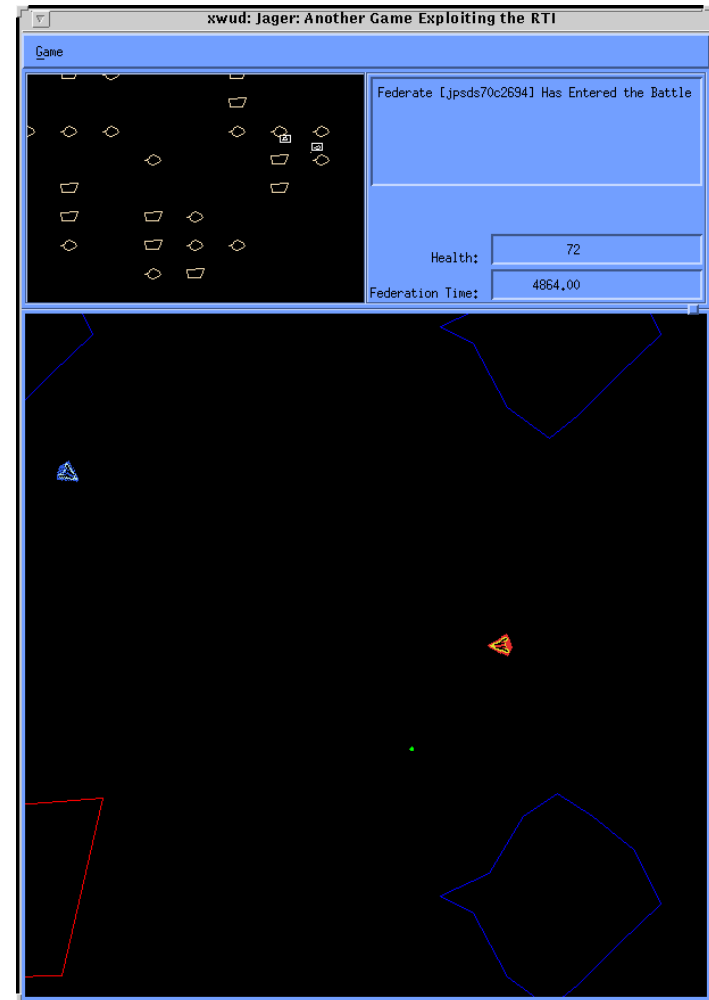 xwud: Jager: Another Game Exploiting the RTI
Game
Federate [jpsds70c2694] Has Entered the Battle
Health: 72
Federation Time: 4864.00